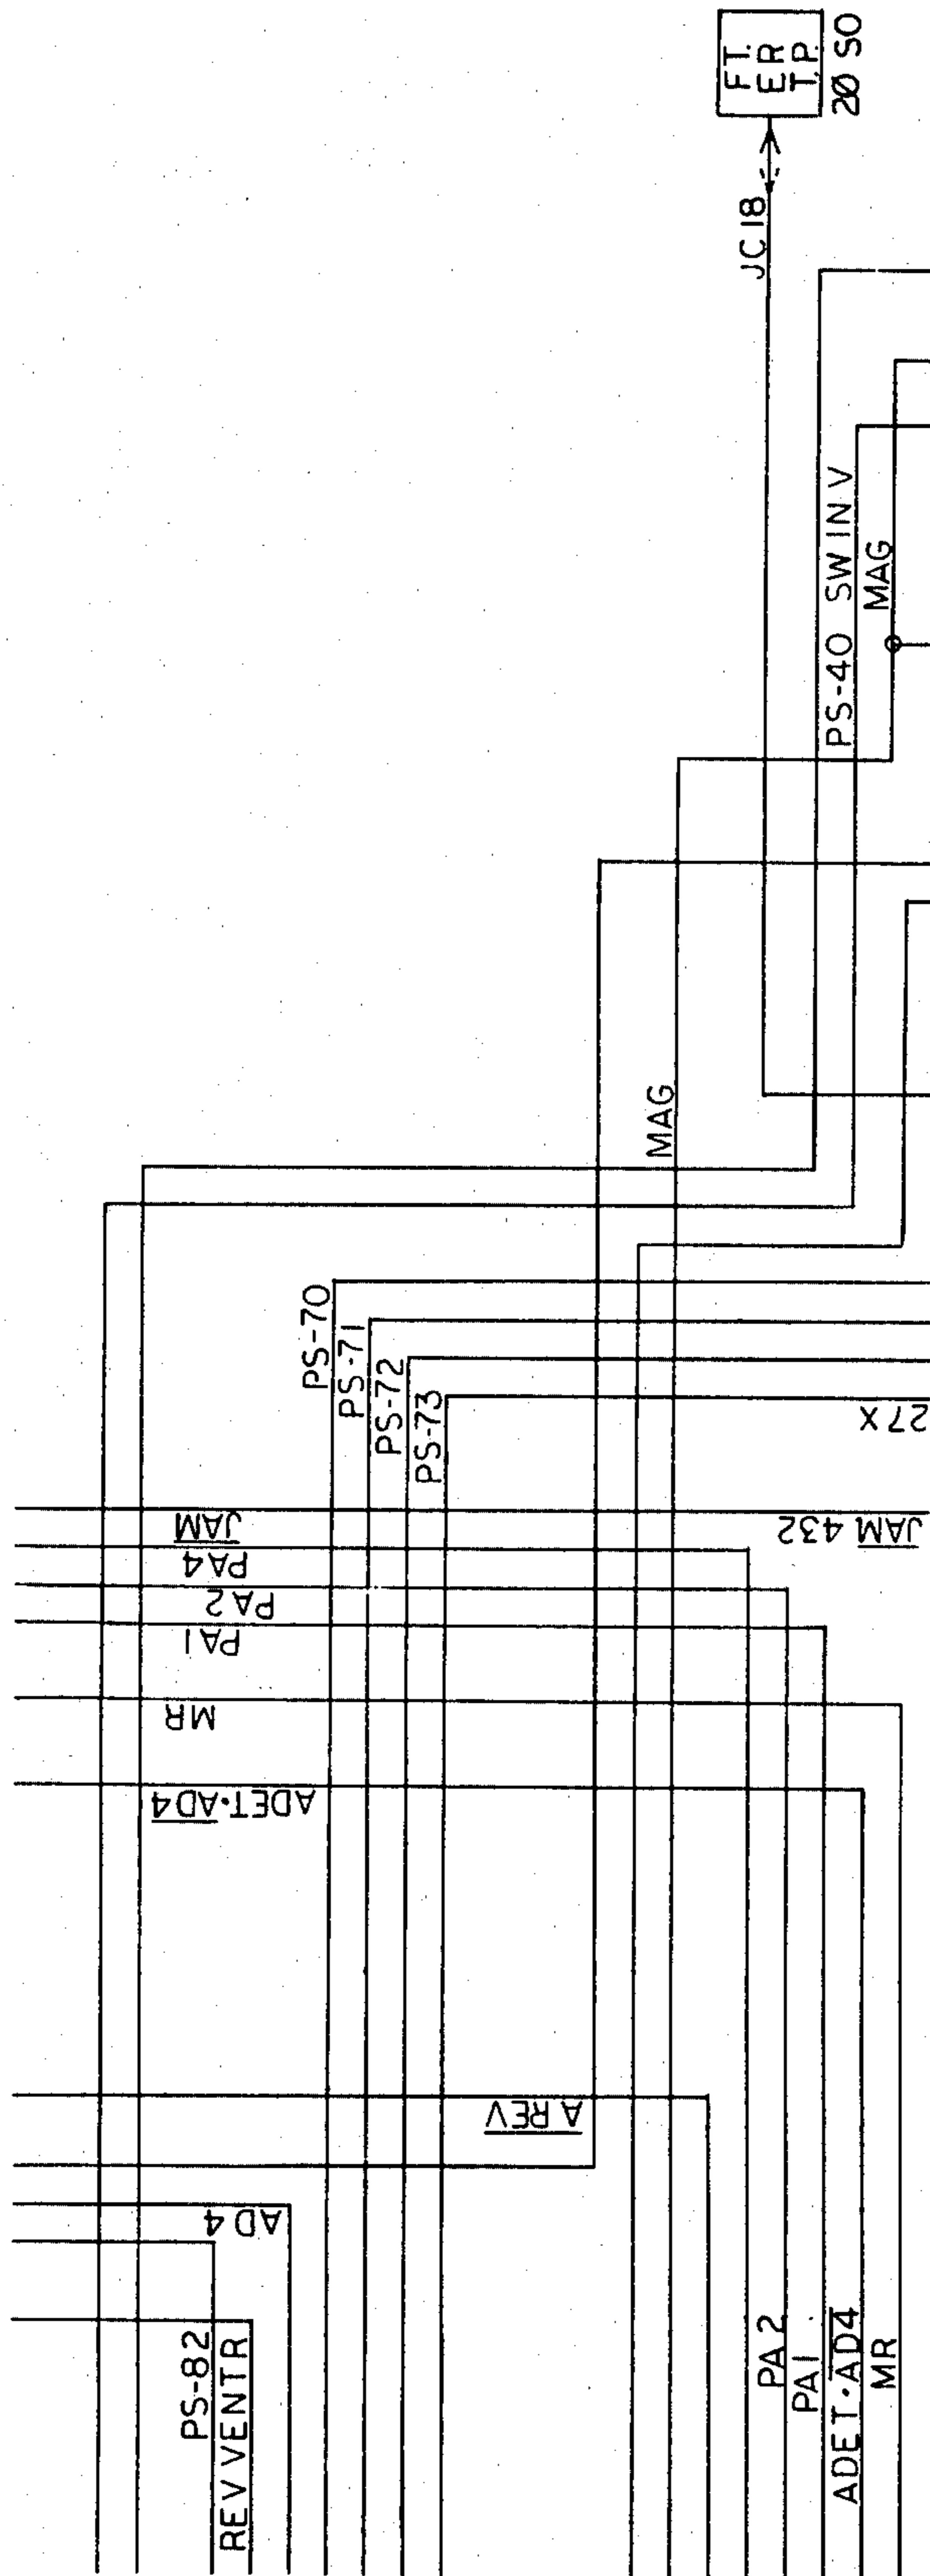 FT.
ER
T.P.
20 SO
JC18
PS-40 SW IN V
MAG
MAG
PS-70
PS-71
PS-72
PS-73
27X
JAM
JAM 432
PA4
PA2
PA1
MR
ADET·AD4
A REV
AD4
PS-82
REV VENTR
PA2
PA1
ADET·AD4
MR